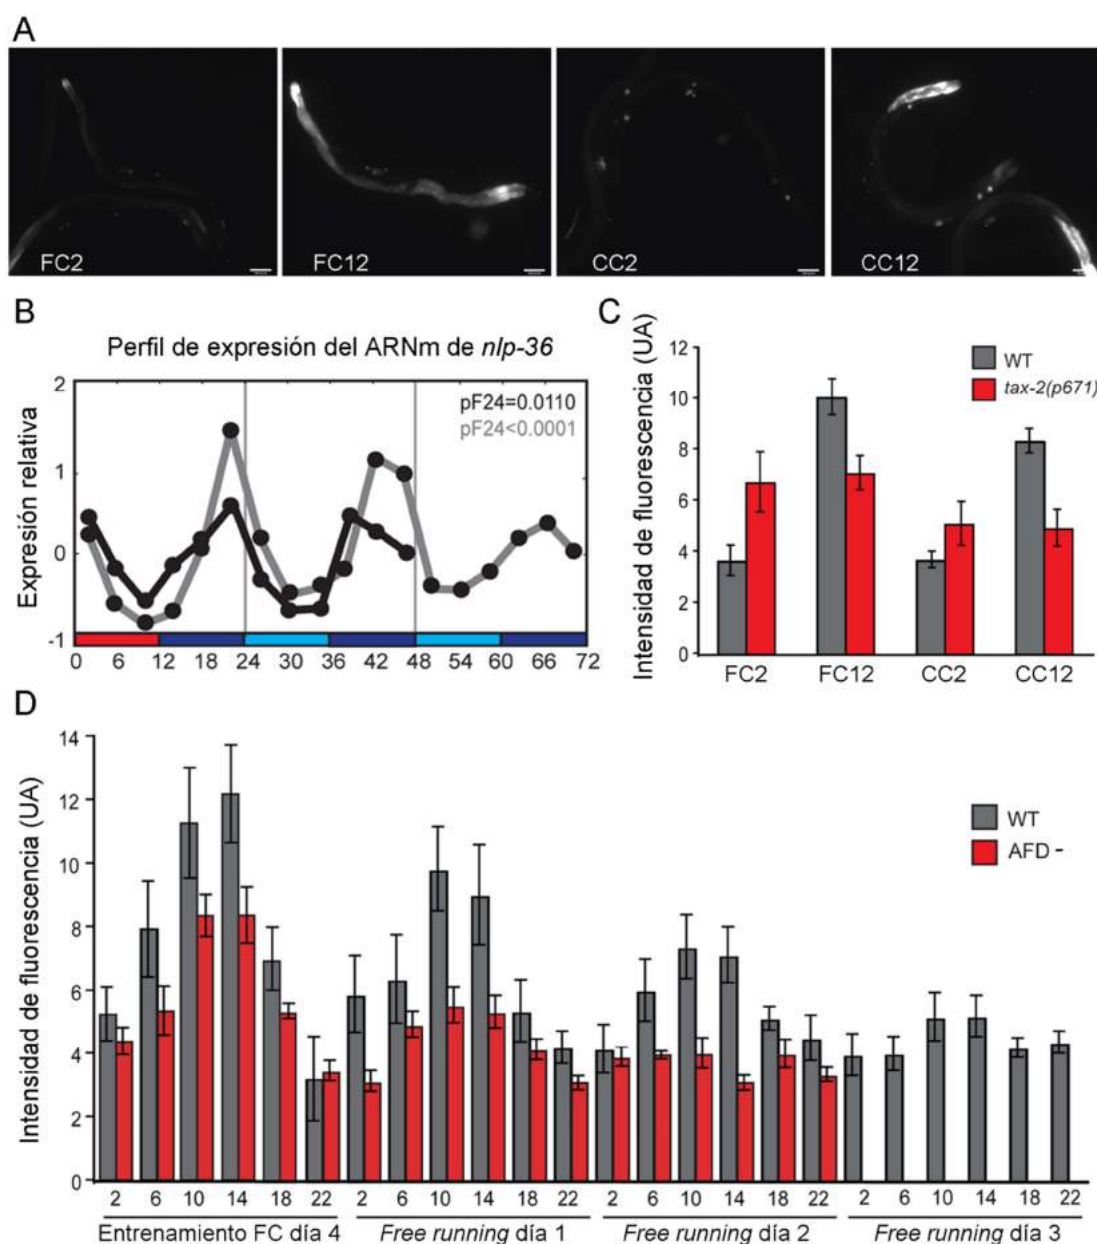 A
FC2
FC12
CC2
CC12
B
Perfil de expresión del ARNm de nlp-36
Expresión relativa
2
1
0
-1
pF24=0.0110
pF24<0.0001
0 6 12 18 24 30 36 42 48 54 60 66 72
C
Intensidad de fluorescencia (UA)
12
10
8
6
4
2
0
WT
tax-2(p671)
FC2 FC12 CC2 CC12
D
Intensidad de fluorescencia (UA)
14
12
10
8
6
4
2
0
WT
AFD -
2 6 10 14 18 22 2 6 10 14 18 22 2 6 10 14 18 22 2 6 10 14 18 22
Entrenamiento FC día 4 Free running día 1 Free running día 2 Free running día 3